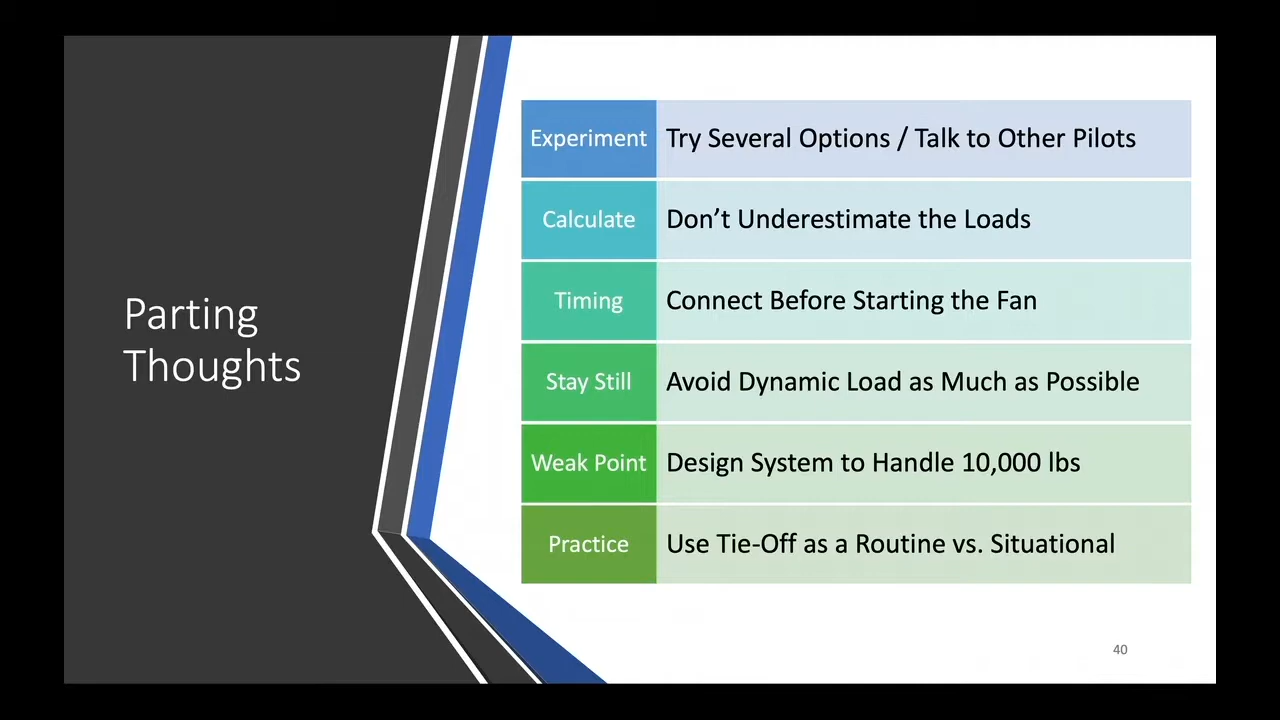 Parting
Thoughts
Experiment
Try Several Options / Talk to Other Pilots
Calculate
Don’t Underestimate the Loads
Timing
Connect Before Starting the Fan
Stay Still
Avoid Dynamic Load as Much as Possible
Weak Point
Design System to Handle 10,000 lbs
Practice
Use Tie-Off as a Routine vs. Situational
40